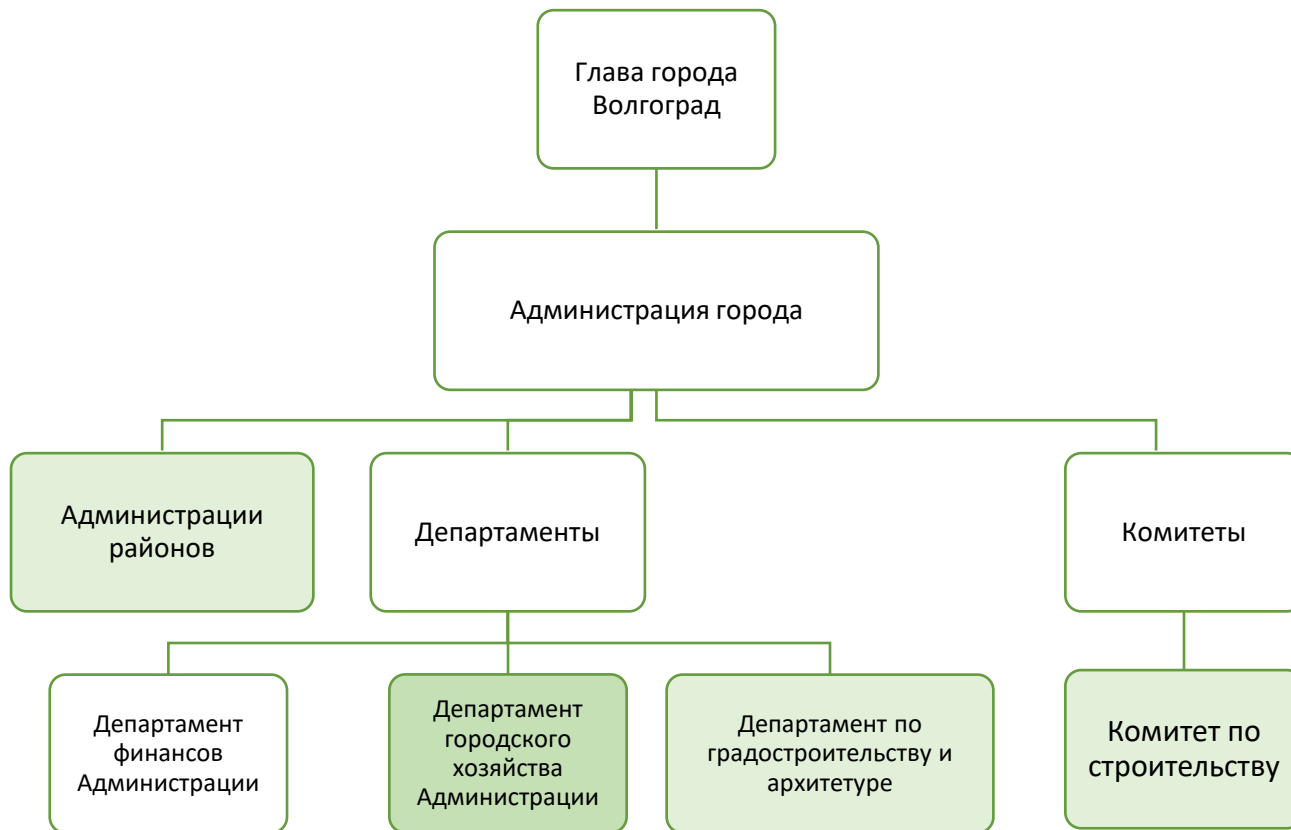 Глава города
Волгоград
Администрация города
Администрации
районов
Департаменты
Комитеты
Департамент
финансов
Администрации
Департамент
городского
хозяйства
Администрации
Департамент по
градостроительству и
архитетуре
Комитет по
строительству